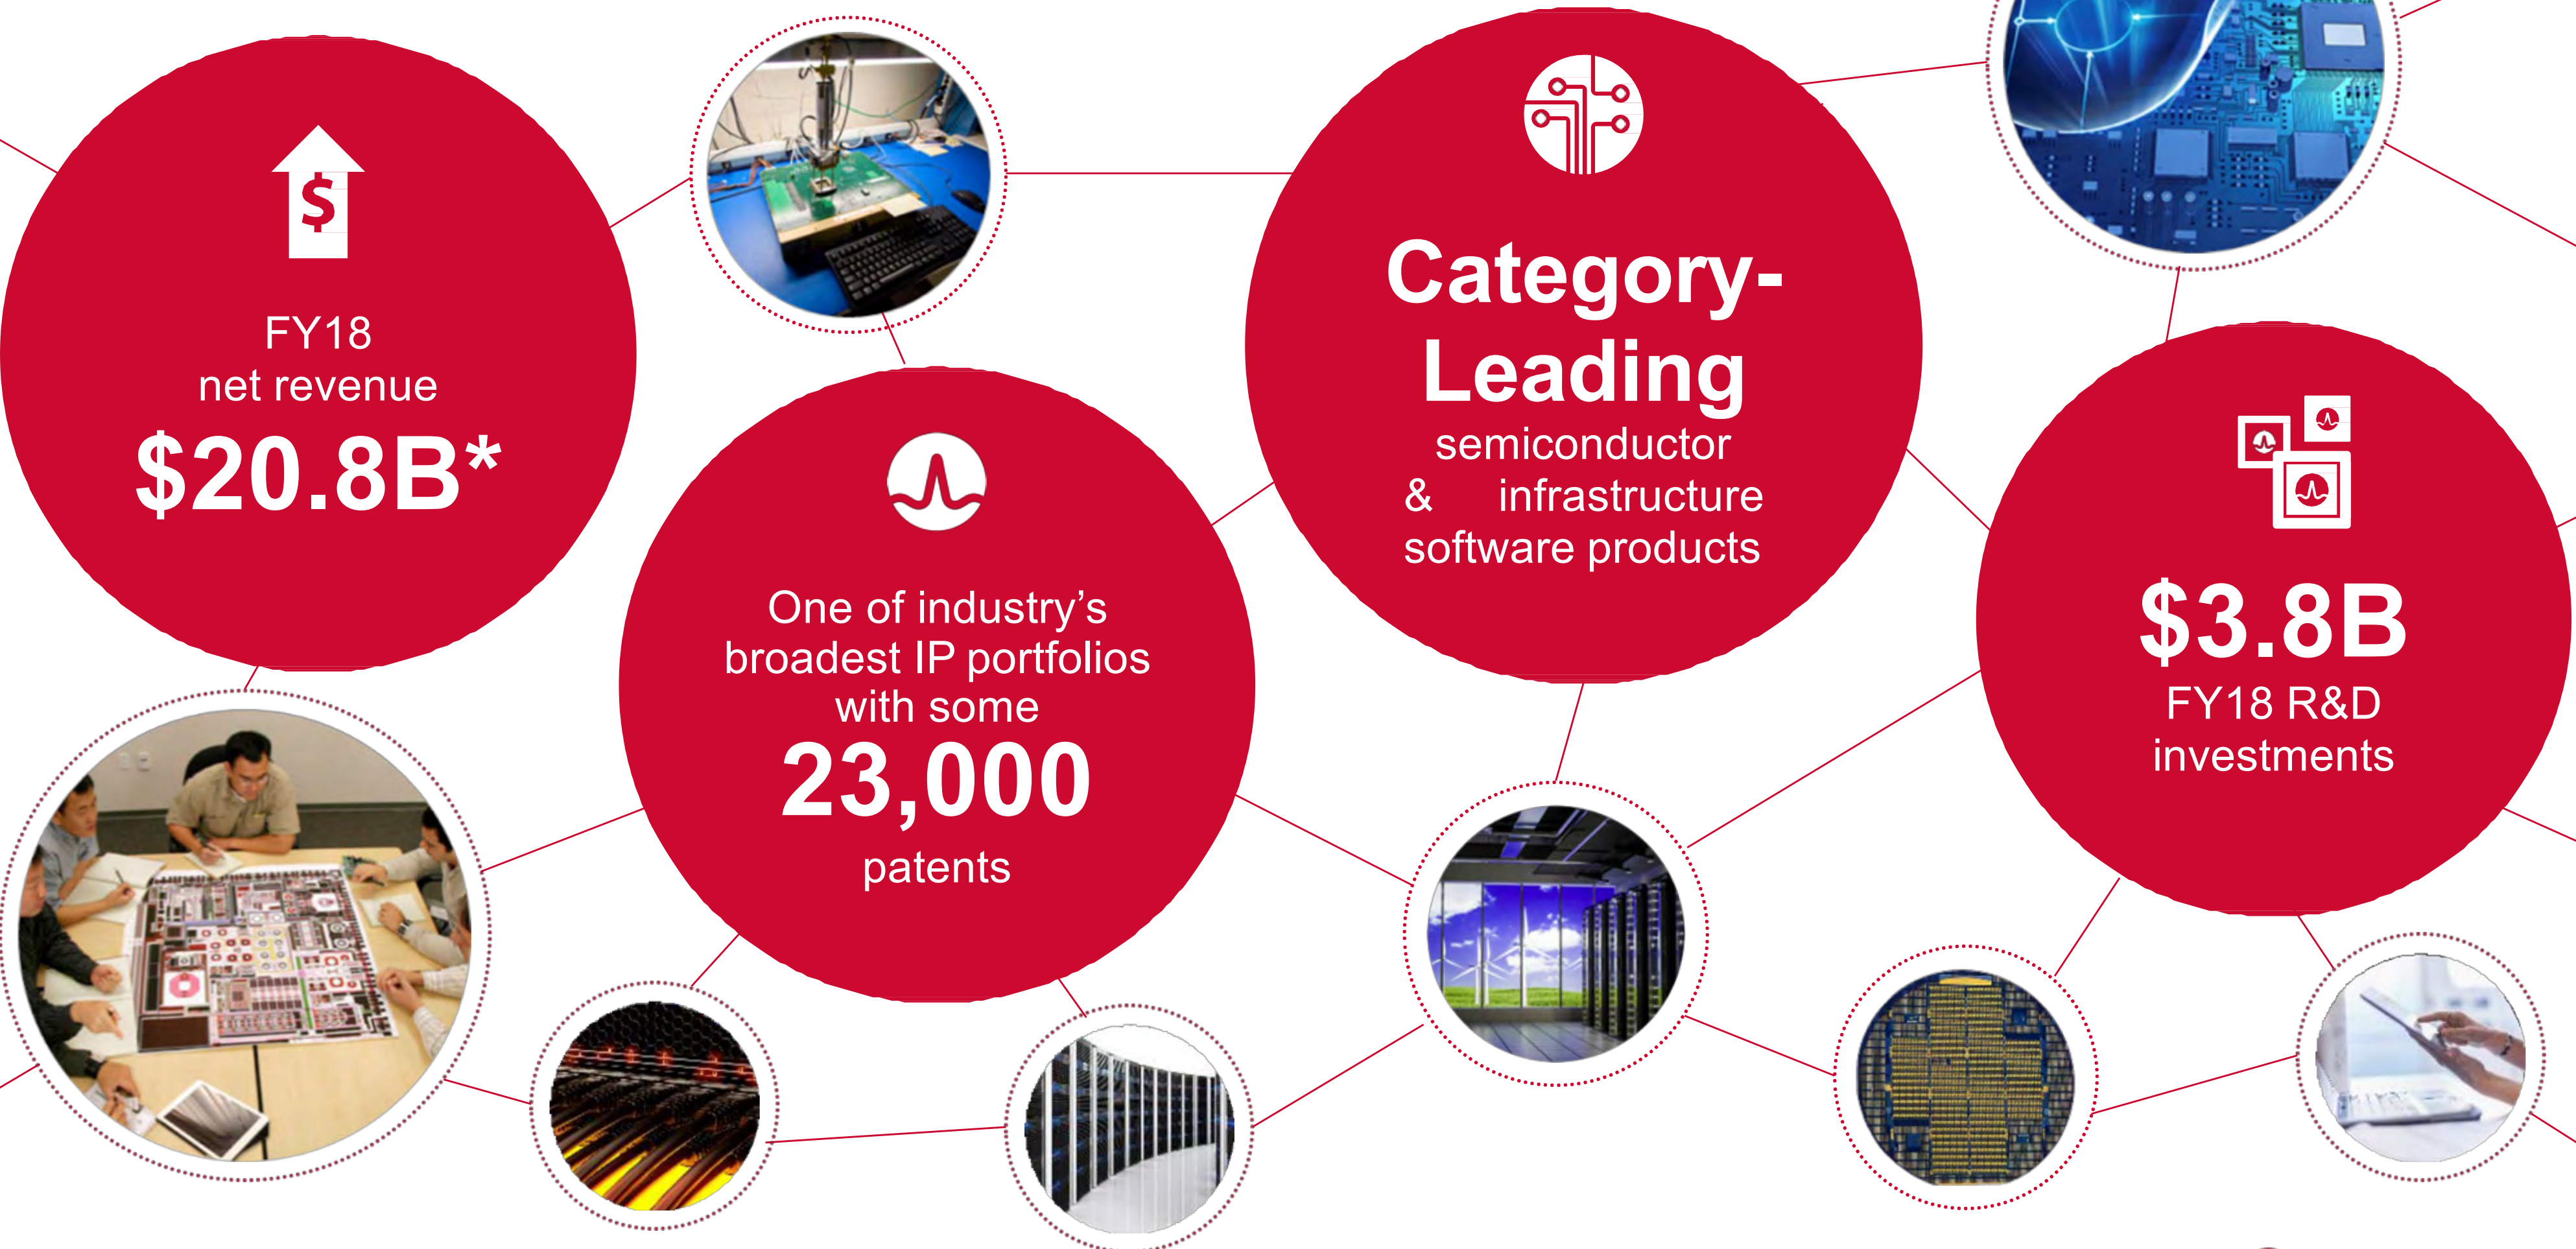 FY18
net revenue
$20.8B*
One of industry’s
broadest IP portfolios
with some
23,000
patents
Category-
Leading
semiconductor
& infrastructure
software products
$3.8B
FY18 R&D
investments